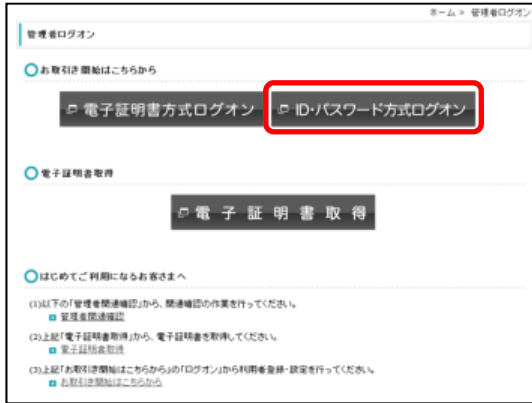 ホーム > 管理者ログオン
管理者ログオン
お取引き開始はこちらから
電子証明書方式ログオン
ID・パスワード方式ログオン
電子証明書取得
電子証明書取得
はじめてご利用になるお客さまへ
(1)以下の「管理者開通確認」から、開通確認の作業を行ってください。
管理者開通確認
(2)上記「電子証明書取得」から、電子証明書を取得してください。
電子証明書取得
(3)上記「お取引き開始はこちらから」の「ログオン」から利用者登録・設定を行ってください。
お取引き開始はこちらから